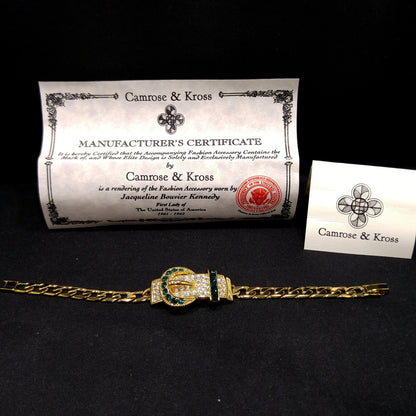 Camrose & Kross
MANUFACTURER'S CERTIFICATE
It is hereby Certified that the Accompanying Fashion Accessory Contains the
Mark of, and Whose Elite Design is Solely and Exclusively Manufactured
by
Camrose & Kross
is a rendering of the Fashion Accessory worn by
Jacqueline Bouvier Kennedy
First Lady of
The United States of America
1961 - 1963
Camrose & Kross